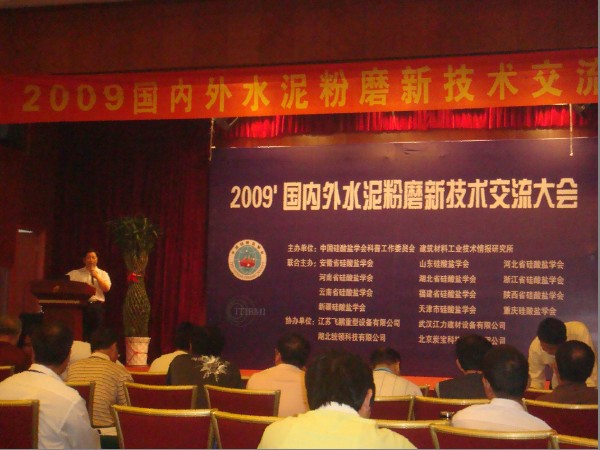 2009国内外水泥粉磨新技术交流
2009'国内外水泥粉磨新技术交流大会
主办单位：中国硅酸盐学会科普工作委员会 建筑材料工业技术情报研究所
联合主办：安徽省硅酸盐学会 山东硅酸盐学会 河北省硅酸盐学会
河南省硅酸盐学会 湖北省硅酸盐学会 浙江省硅酸盐学会
云南省硅酸盐学会 福建省硅酸盐学会 陕西省硅酸盐学会
新疆硅酸盐学会 天津市硅酸盐学会 重庆硅酸盐学会
协办单位：江苏飞鹏重型设备有限公司 武汉江力建材设备有限公司
湖北 领科技有限公司 北京炭宝科技
ITIBMI